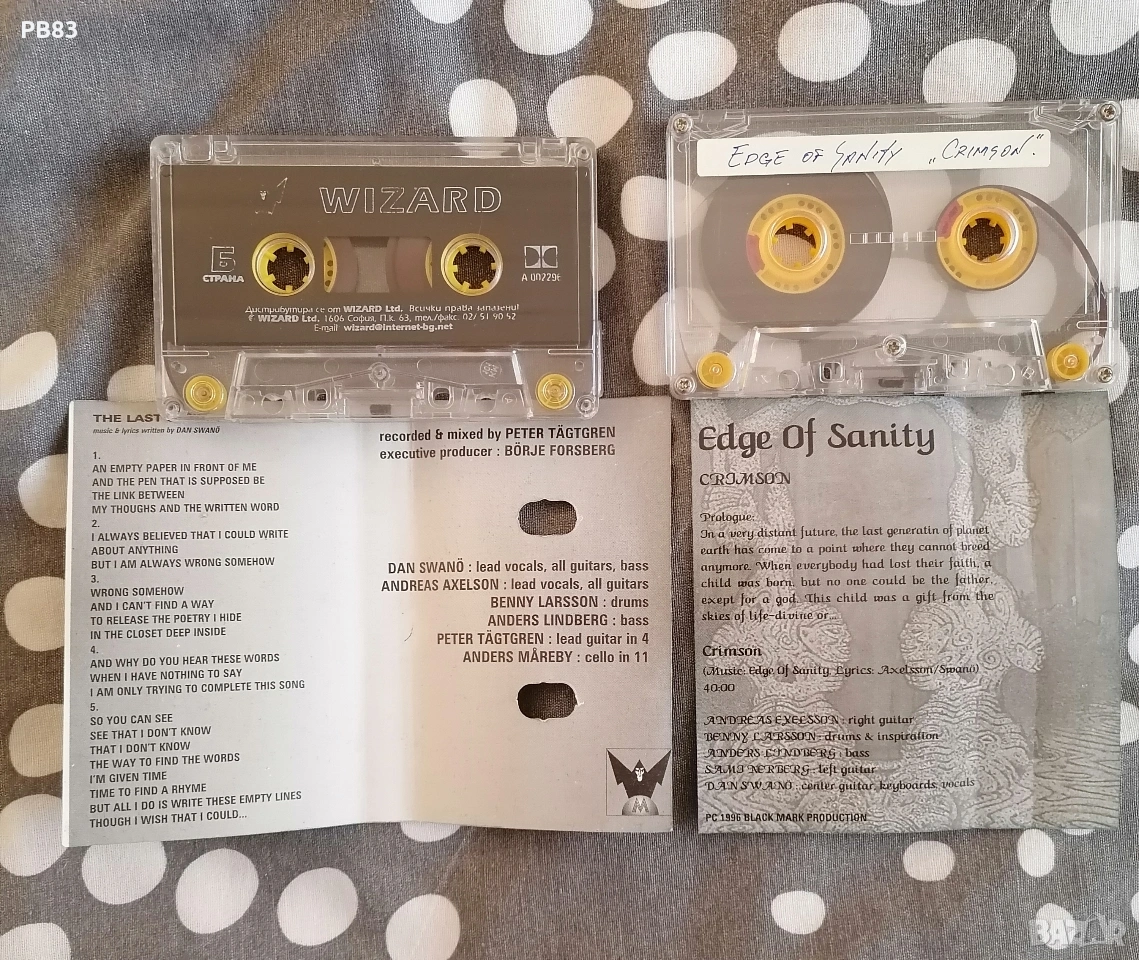 PB83
WIZARD
Б
СТРАНА
A 00229Б
Дистрибутира се от WIZARD Ltd. Всички права запазени!
WIZARD Ltd. 1606 София, П.к. 63, тел./факс. 02/ 51 90 52
E-mail wizard@internet-bg.net
EDGE OF SANITY „CRIMSON."
THE LAST
music & lyrics written by DAN SWANÖ
1.
AN EMPTY PAPER IN FRONT OF ME
AND THE PEN THAT IS SUPPOSED BE
THE LINK BETWEEN
MY THOUGHS AND THE WRITTEN WORD
2.
I ALWAYS BELIEVED THAT I COULD WRITE
ABOUT ANYTHING
BUT I AM ALWAYS WRONG SOMEHOW
3.
WRONG SOMEHOW
AND I CAN'T FIND A WAY
TO RELEASE THE POETRY I HIDE
IN THE CLOSET DEEP INSIDE
4.
AND WHY DO YOU HEAR THESE WORDS
WHEN I HAVE NOTHING TO SAY
I AM ONLY TRYING TO COMPLETE THIS SONG
5.
SO YOU CAN SEE
SEE THAT I DON'T KNOW
THAT I DON'T KNOW
THE WAY TO FIND THE WORDS
I'M GIVEN TIME
TIME TO FIND A RHYME
BUT ALL I DO IS WRITE THESE EMPTY LINES
THOUGH I WISH THAT I COULD...
recorded & mixed by PETER TÄGTGREN
executive producer : BÖRJE FORSBERG
DAN SWANÖ : lead vocals, all guitars, bass
ANDREAS AXELSON : lead vocals, all guitars
BENNY LARSSON : drums
ANDERS LINDBERG : bass
PETER TÄGTGREN : lead guitar in 4
ANDERS MÅREBY : cello in 11
Edge Of Sanity
CRIMSON
Prologue:
In a very distant future, the last generatin of planet
earth has come to a point where they cannot breed
anymore. When everybody had lost their faith, a
child was born, but no one could be the father,
exept for a god. This child was a gift from the
skies of life-divine or...
Crimson
(Music: Edge Of Sanity Lyrics: Axelsson/Swanö)
40:00
ANDREAS EXELSSON : right guitar
BENNY LARSSON - drums & inspiration
ANDERS LINDBERG : bass
SAMI NERBERG : left guitar
DAN SWANO : center guitar, keyboards, vocals
PC 1996 BLACK MARK PRODUCTION
BAZAR